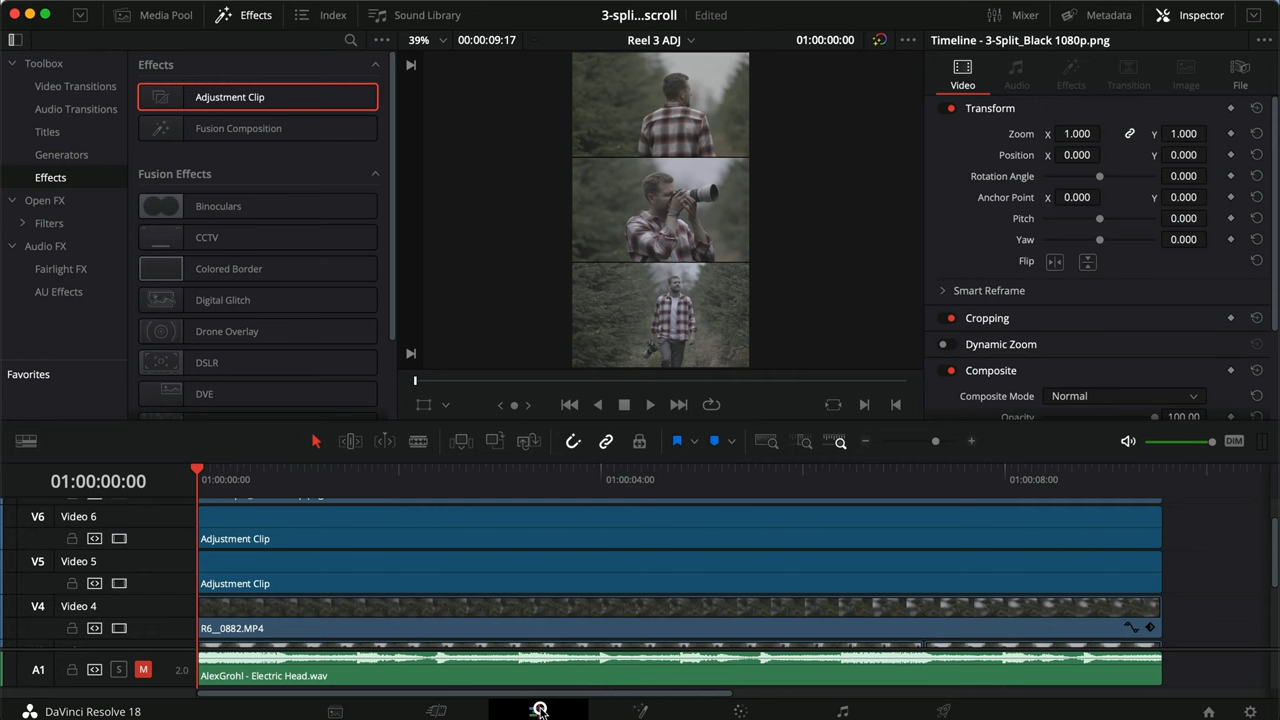 Media Pool Effects Index Sound Library 3-spli...scroll Edited Mixer Metadata Inspector
39% 00:00:09:17 Reel 3 ADJ 01:00:00:00 Timeline - 3-Split_Black 1080p.png
Toolbox
Video Transitions
Audio Transitions
Titles
Generators
Effects
Open FX
Filters
Audio FX
Fairlight FX
AU Effects
Favorites
Effects
Adjustment Clip
Fusion Composition
Fusion Effects
Binoculars
CCTV
Colored Border
Digital Glitch
Drone Overlay
DSLR
DVE
Video Audio Effects Transition Image File
Transform
Zoom X 1.000 Y 1.000
Position X 0.000 Y 0.000
Rotation Angle 0.000
Anchor Point X 0.000 Y 0.000
Pitch 0.000
Yaw 0.000
Flip
Smart Reframe
Cropping
Dynamic Zoom
Composite
Composite Mode Normal
Opacity 100.00
DIM
01:00:00:00 01:00:00:00 01:00:04:00 01:00:08:00
V6 Video 6
Adjustment Clip
V5 Video 5
Adjustment Clip
V4 Video 4
R6__0882.MP4
A1 S M 2.0
AlexGrohl - Electric Head.wav
DaVinci Resolve 18